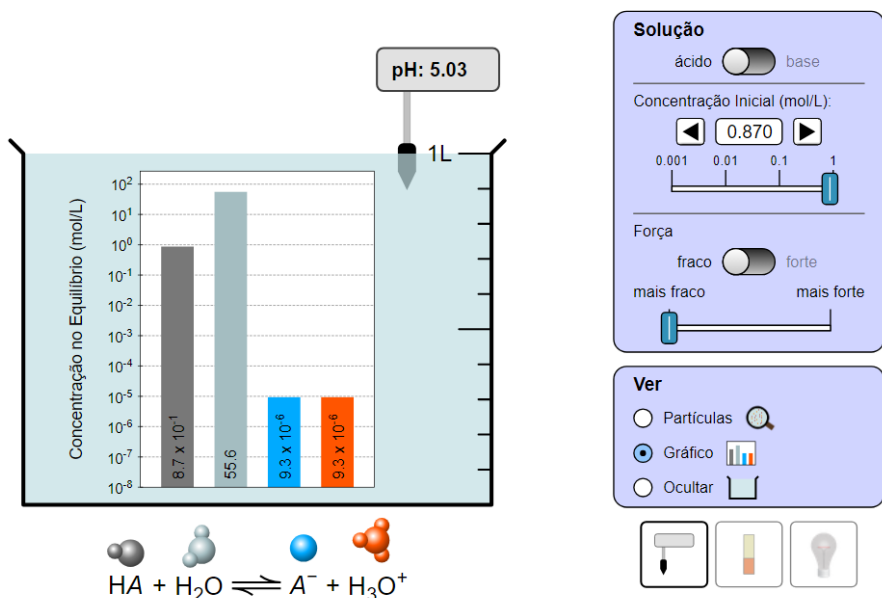 pH: 5.03
1L
Concentração no Equilíbrio (mol/L)
10²
10¹
10⁰
10⁻¹
10⁻²
10⁻³
10⁻⁴
10⁻⁵
10⁻⁶
10⁻⁷
10⁻⁸
8.7 x 10⁻¹
55.6
9.3 x 10⁻⁶
9.3 x 10⁻⁶
HA + H₂O ⇌ A⁻ + H₃O⁺
Solução
ácido base
Concentração Inicial (mol/L):
0.870
0.001 0.01 0.1 1
Força
fraco forte
mais fraco mais forte
Ver
Partículas
Gráfico
Ocultar